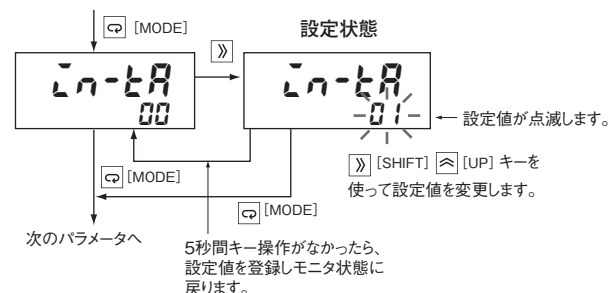 [MODE]
設定状態
in-tA
00
in-tA
01
設定値が点滅します。
[SHIFT] [UP] キーを
使って設定値を変更します。
[MODE]
[MODE]
次のパラメータへ
5秒間キー操作がなかったら、
設定値を登録しモニタ状態に
戻ります。